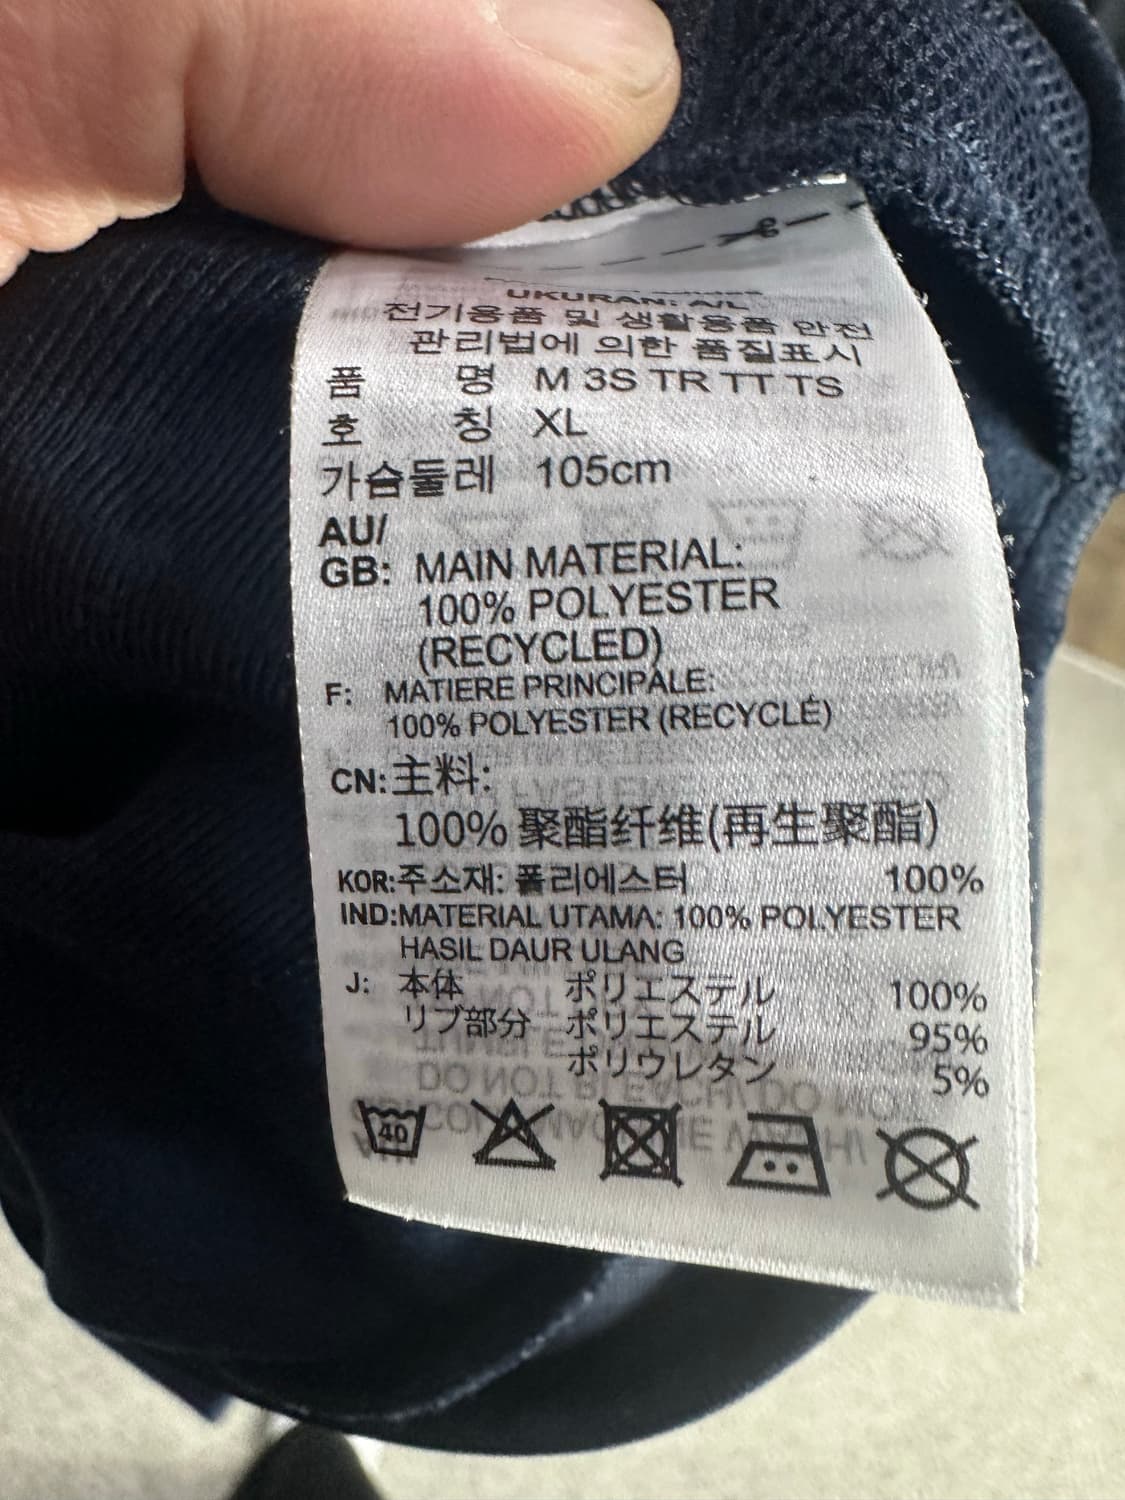 UKURAN: A/L
전기용품 및 생활용품 안전
관리법에 의한 품질표시
품 명 M 3S TR TT TS
호 칭 XL
가슴둘레 105cm
AU/
GB: MAIN MATERIAL:
100% POLYESTER
(RECYCLED)
F: MATIERE PRINCIPALE:
100% POLYESTER (RECYCLÉ)
CN:主料:
100% 聚酯纤维(再生聚酯)
KOR:주소재: 폴리에스터 100%
IND:MATERIAL UTAMA: 100% POLYESTER
HASIL DAUR ULANG
J: 本体 ポリエステル 100%
リブ部分 ポリエステル 95%
ポリウレタン 5%
40